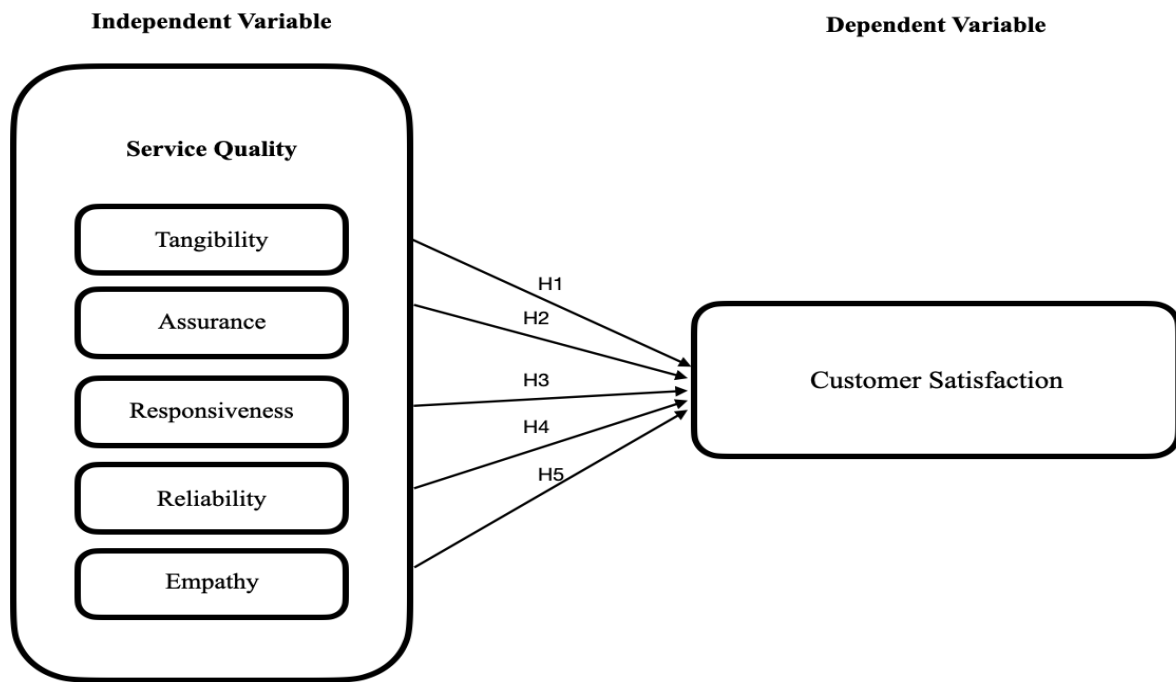 Independent Variable
Dependent Variable
Service Quality
Tangibility
Assurance
Responsiveness
Reliability
Empathy
H1
H2
H3
H4
H5
Customer Satisfaction